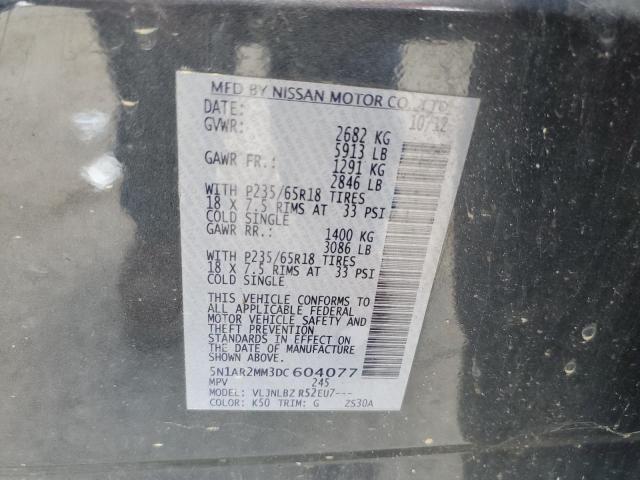 MFD BY NISSAN MOTOR CO.,LTD.
DATE: 10/12
GVWR: 2682 KG
5913 LB
GAWR FR.: 1291 KG
2846 LB
WITH P235/65R18 TIRES
18 X 7.5 RIMS AT 33 PSI
COLD SINGLE
GAWR RR.: 1400 KG
3086 LB
WITH P235/65R18 TIRES
18 X 7.5 RIMS AT 33 PSI
COLD SINGLE
THIS VEHICLE CONFORMS TO
ALL APPLICABLE FEDERAL
MOTOR VEHICLE SAFETY AND
THEFT PREVENTION
STANDARDS IN EFFECT ON
THE DATE OF MANUFACTURE
SHOWN ABOVE.
5N1AR2MM3DC604077
MPV 245
MODEL: VLJNLBZ R52EU7---
COLOR: K50 TRIM: G ZS30A